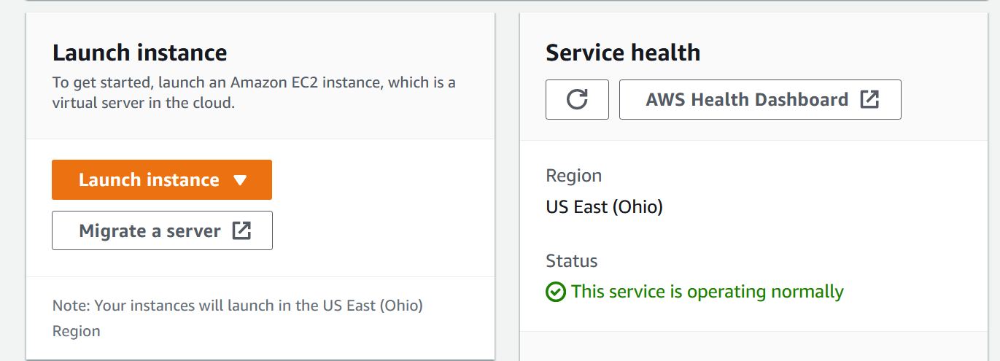 Launch instance
To get started, launch an Amazon EC2 instance, which is a
virtual server in the cloud.
Launch instance
Migrate a server
Note: Your instances will launch in the US East (Ohio)
Region
Service health
AWS Health Dashboard
Region
US East (Ohio)
Status
This service is operating normally